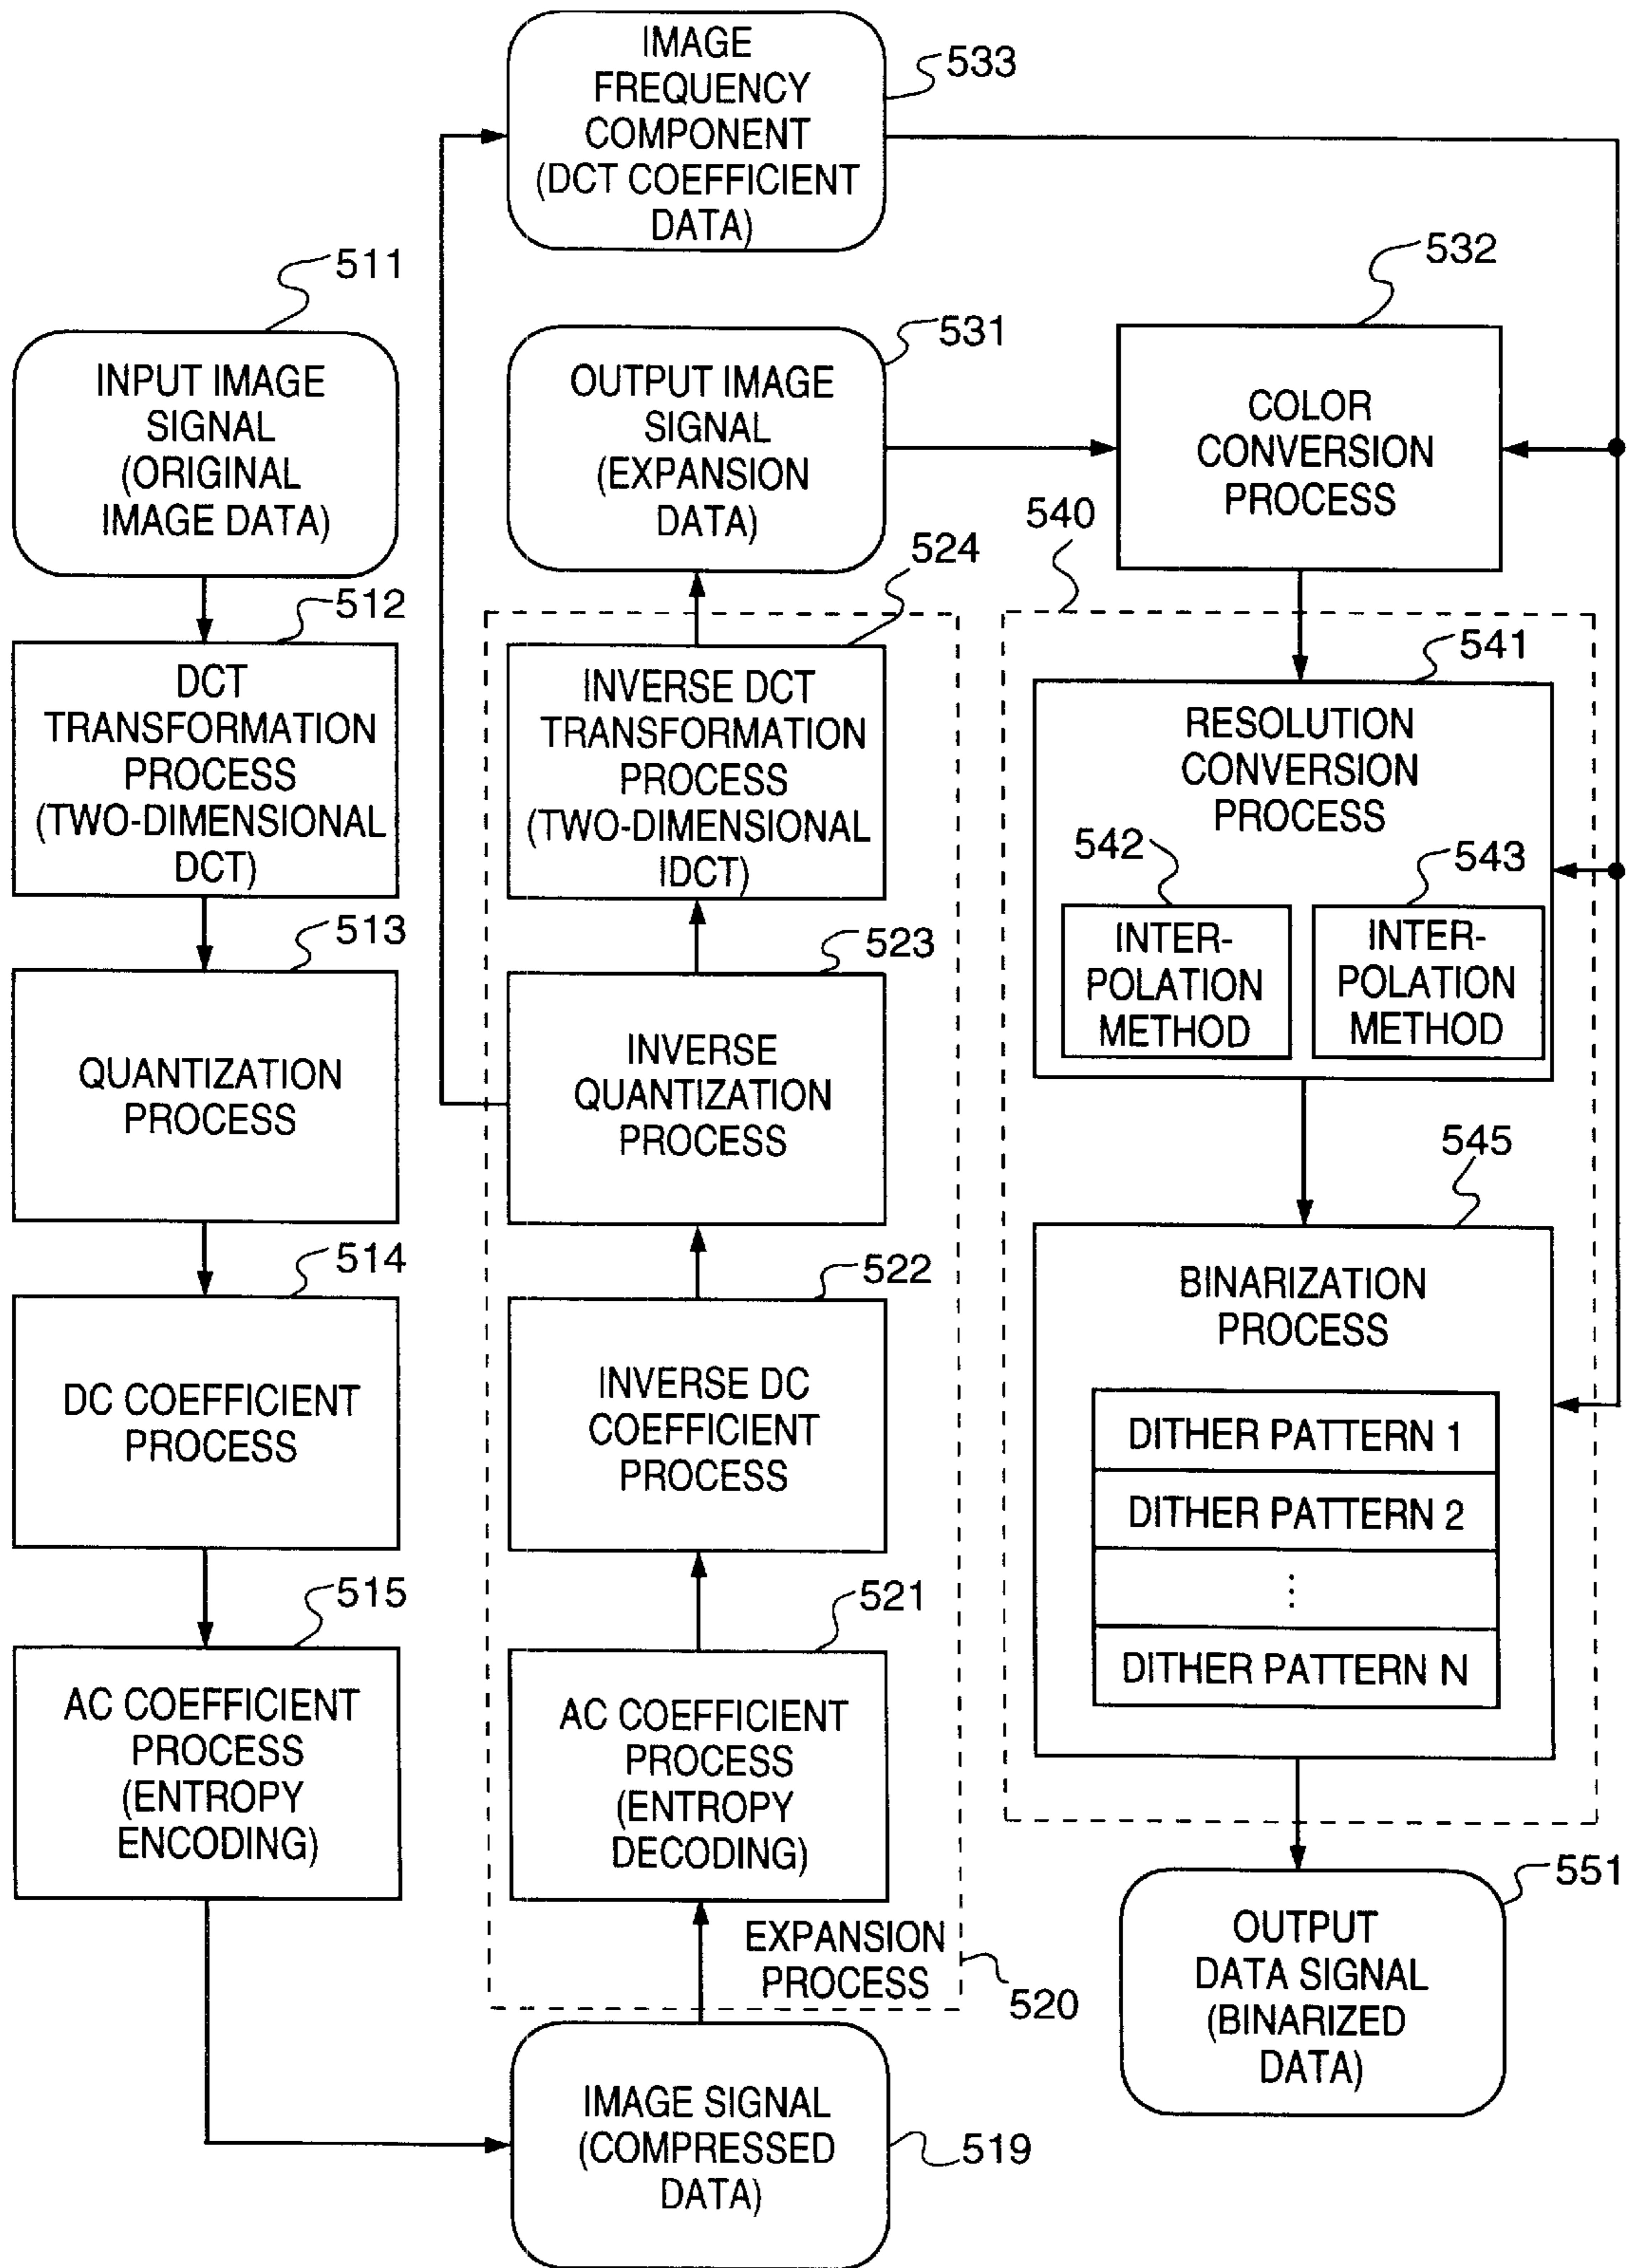 511
INPUT IMAGE
SIGNAL
(ORIGINAL
IMAGE DATA)
512
DCT
TRANSFORMATION
PROCESS
(TWO-DIMENSIONAL
DCT)
513
QUANTIZATION
PROCESS
514
DC COEFFICIENT
PROCESS
515
AC COEFFICIENT
PROCESS
(ENTROPY
ENCODING)
533
IMAGE
FREQUENCY
COMPONENT
(DCT COEFFICIENT
DATA)
531
OUTPUT IMAGE
SIGNAL
(EXPANSION
DATA)
524
INVERSE DCT
TRANSFORMATION
PROCESS
(TWO-DIMENSIONAL
IDCT)
523
INVERSE
QUANTIZATION
PROCESS
522
INVERSE DC
COEFFICIENT
PROCESS
521
AC COEFFICIENT
PROCESS
(ENTROPY
DECODING)
EXPANSION
PROCESS
520
IMAGE SIGNAL
(COMPRESSED
DATA)
519
532
COLOR
CONVERSION
PROCESS
540
541
RESOLUTION
CONVERSION
PROCESS
542
INTER-
POLATION
METHOD
543
INTER-
POLATION
METHOD
545
BINARIZATION
PROCESS
DITHER PATTERN 1
DITHER PATTERN 2
⋮
DITHER PATTERN N
551
OUTPUT
DATA SIGNAL
(BINARIZED
DATA)